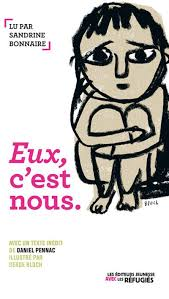 LU PAR
SANDRINE
BONNAIRE
BLOCH
Eux,
c'est
nous.
AVEC UN TEXTE INÉDIT
DE DANIEL PENNAC
ILLUSTRÉ PAR
SERGE BLOCH
LES ÉDITEURS JEUNESSE
AVEC LES RÉFUGIÉS